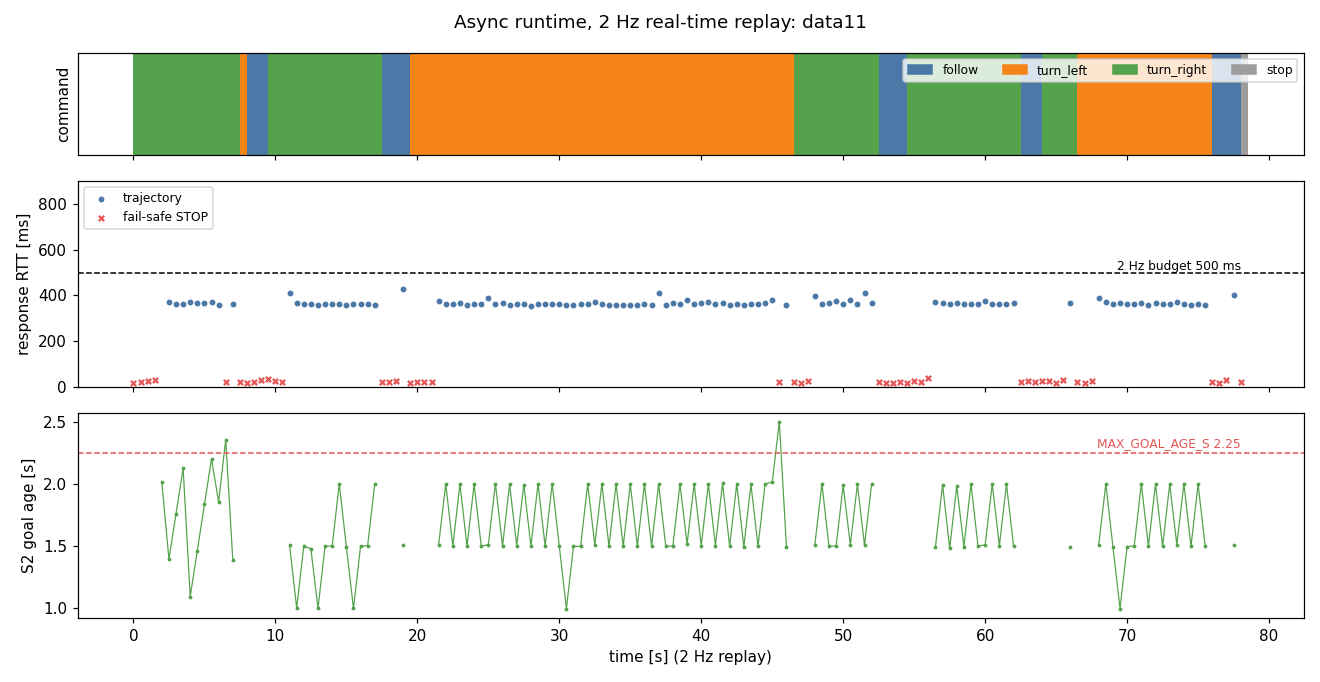 Async runtime, 2 Hz real-time replay: data11
command
follow turn_left turn_right stop
response RTT [ms]
800
600
400
200
0
trajectory
fail-safe STOP
2 Hz budget 500 ms
S2 goal age [s]
2.5
2.0
1.5
1.0
MAX_GOAL_AGE_S 2.25
0 10 20 30 40 50 60 70 80
time [s] (2 Hz replay)